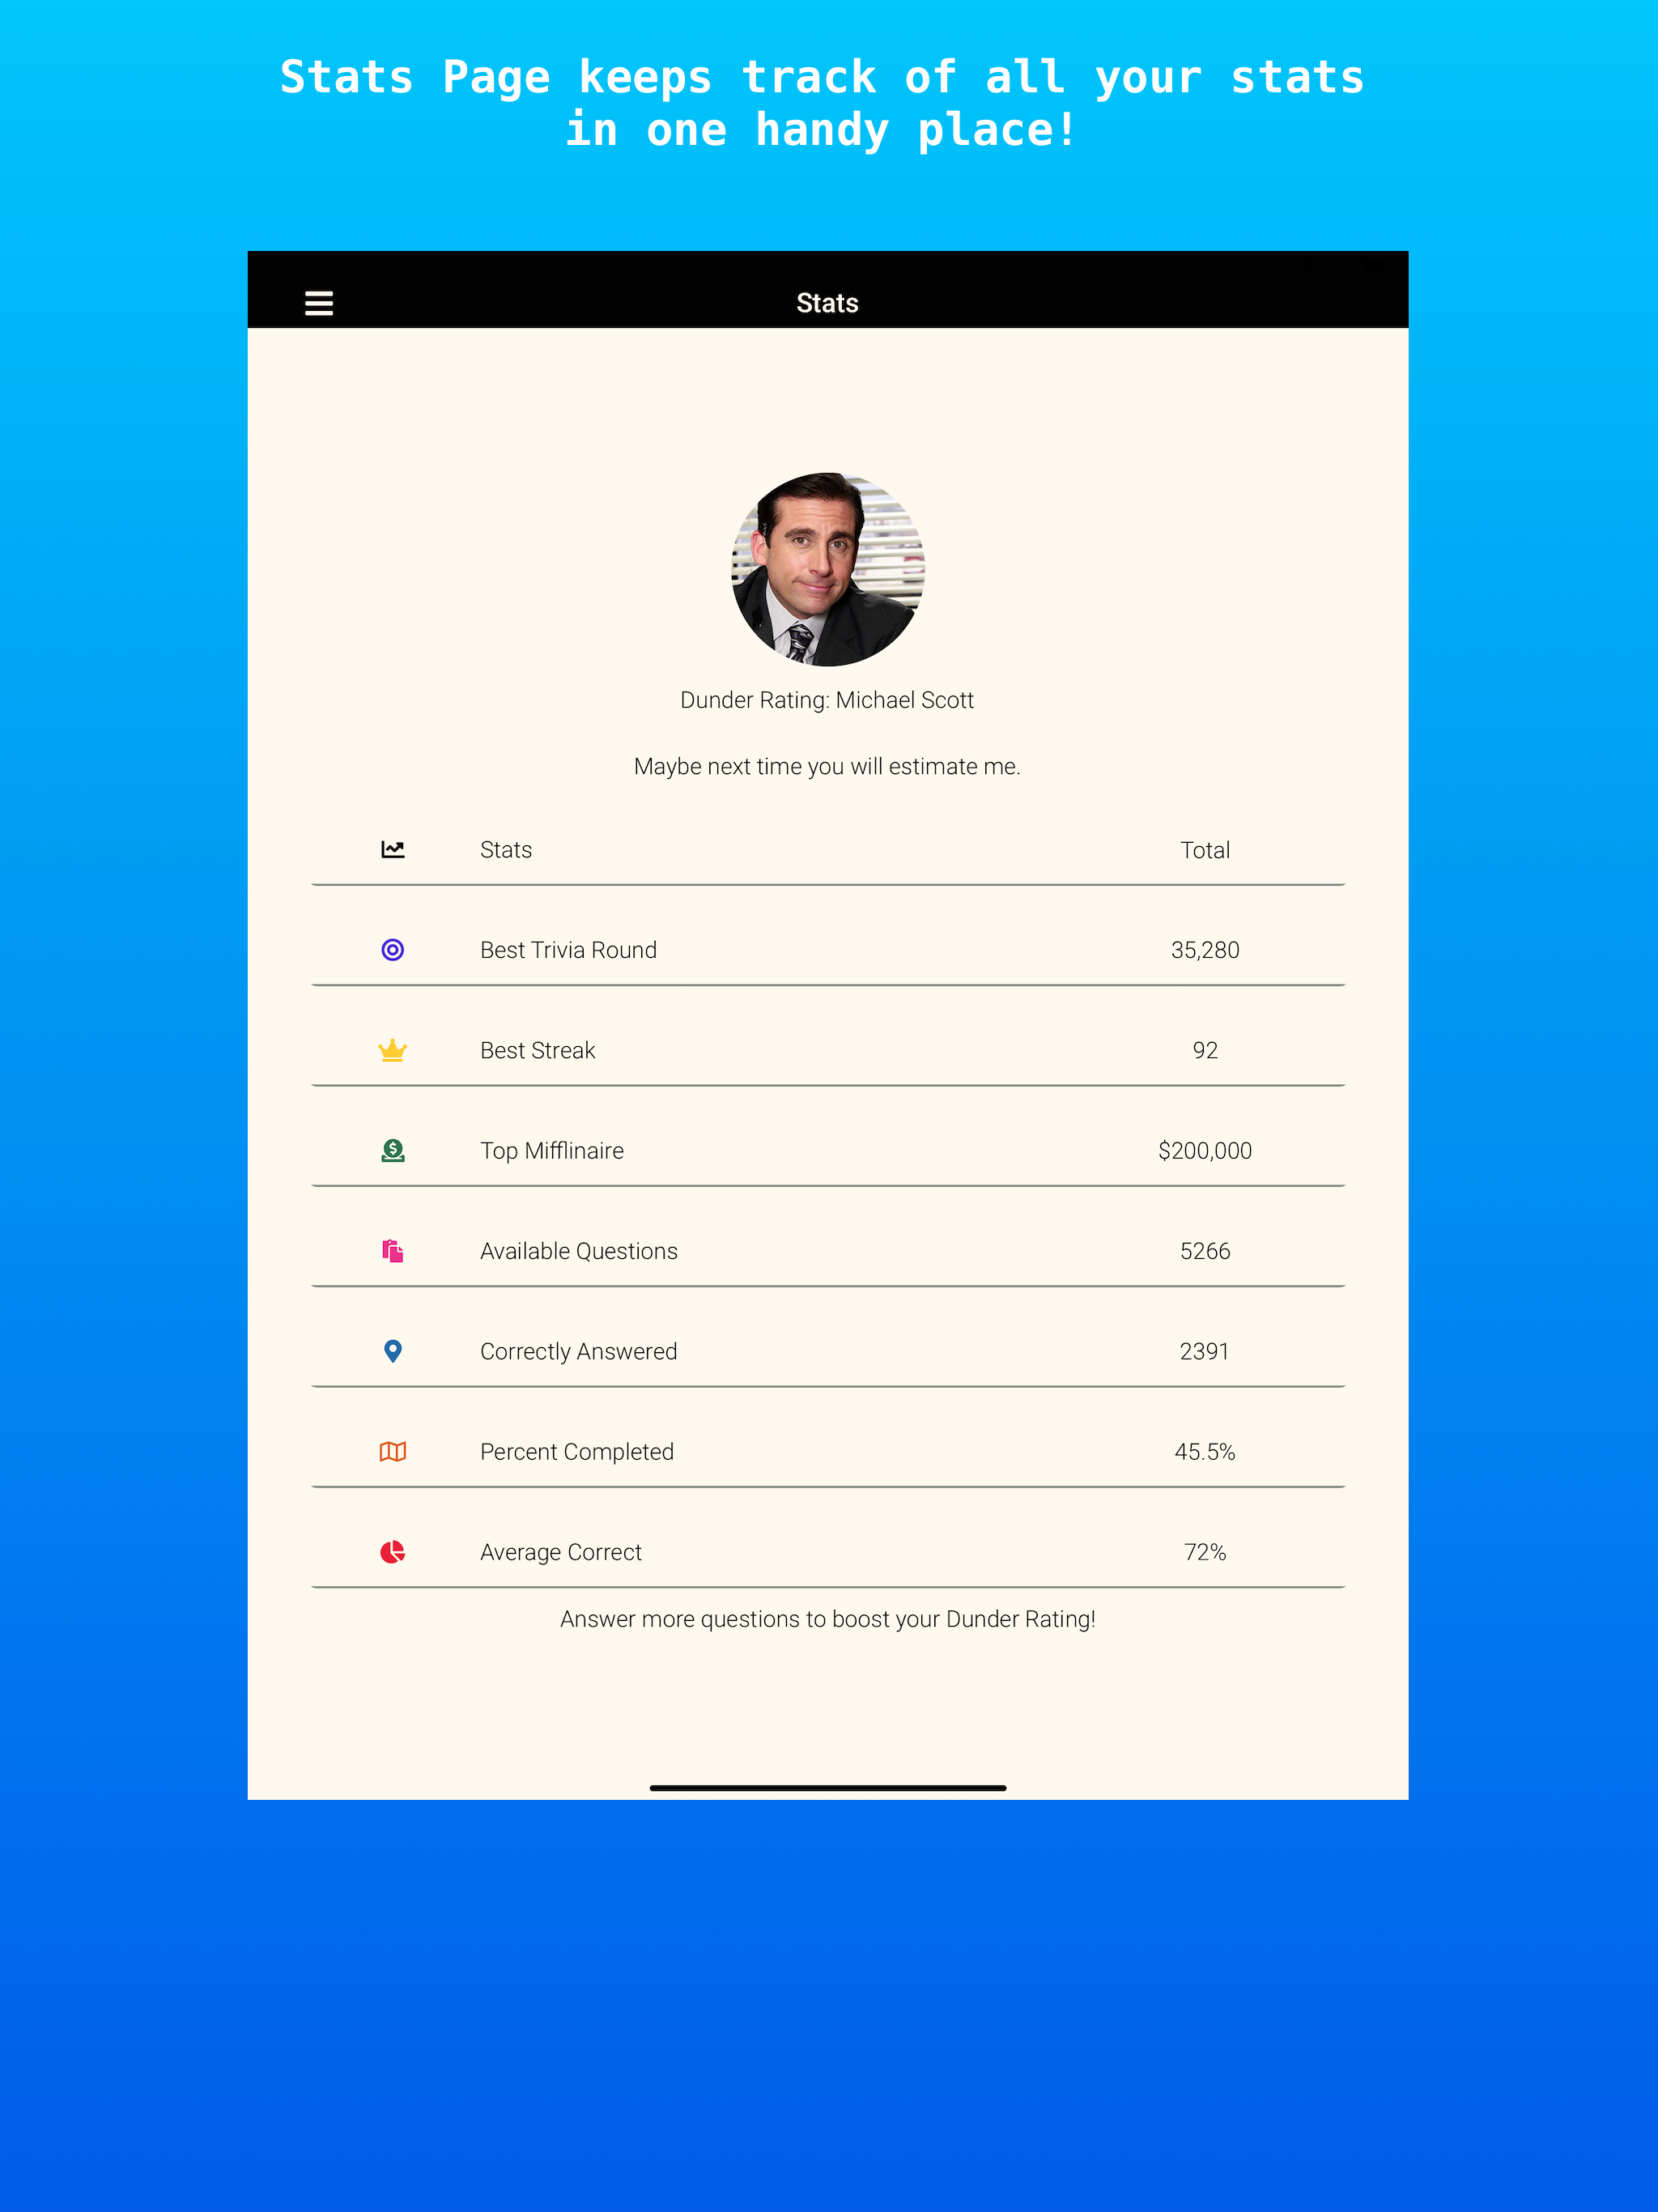 Stats Page keeps track of all your stats
in one handy place!
Stats
Dunder Rating: Michael Scott
Maybe next time you will estimate me.
Stats Total
Best Trivia Round 35,280
Best Streak 92
Top Mifflinaire $200,000
Available Questions 5266
Correctly Answered 2391
Percent Completed 45.5%
Average Correct 72%
Answer more questions to boost your Dunder Rating!